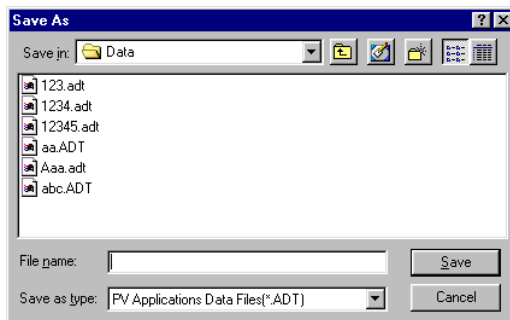 Save As
Save in: Data
123.adt
1234.adt
12345.adt
aa.ADT
Aaa.adt
abc.ADT
File name: Save
Save as type: PV Applications Data Files(*.ADT) Cancel